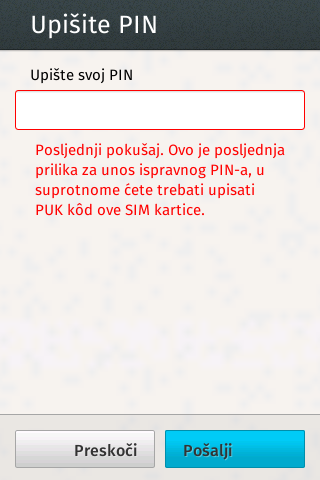 Upišite PIN
Upište svoj PIN
Posljednji pokušaj. Ovo je posljednja
prilika za unos ispravnog PIN-a, u
suprotnome ćete trebati upisati
PUK kôd ove SIM kartice.
Preskoči
Pošalji